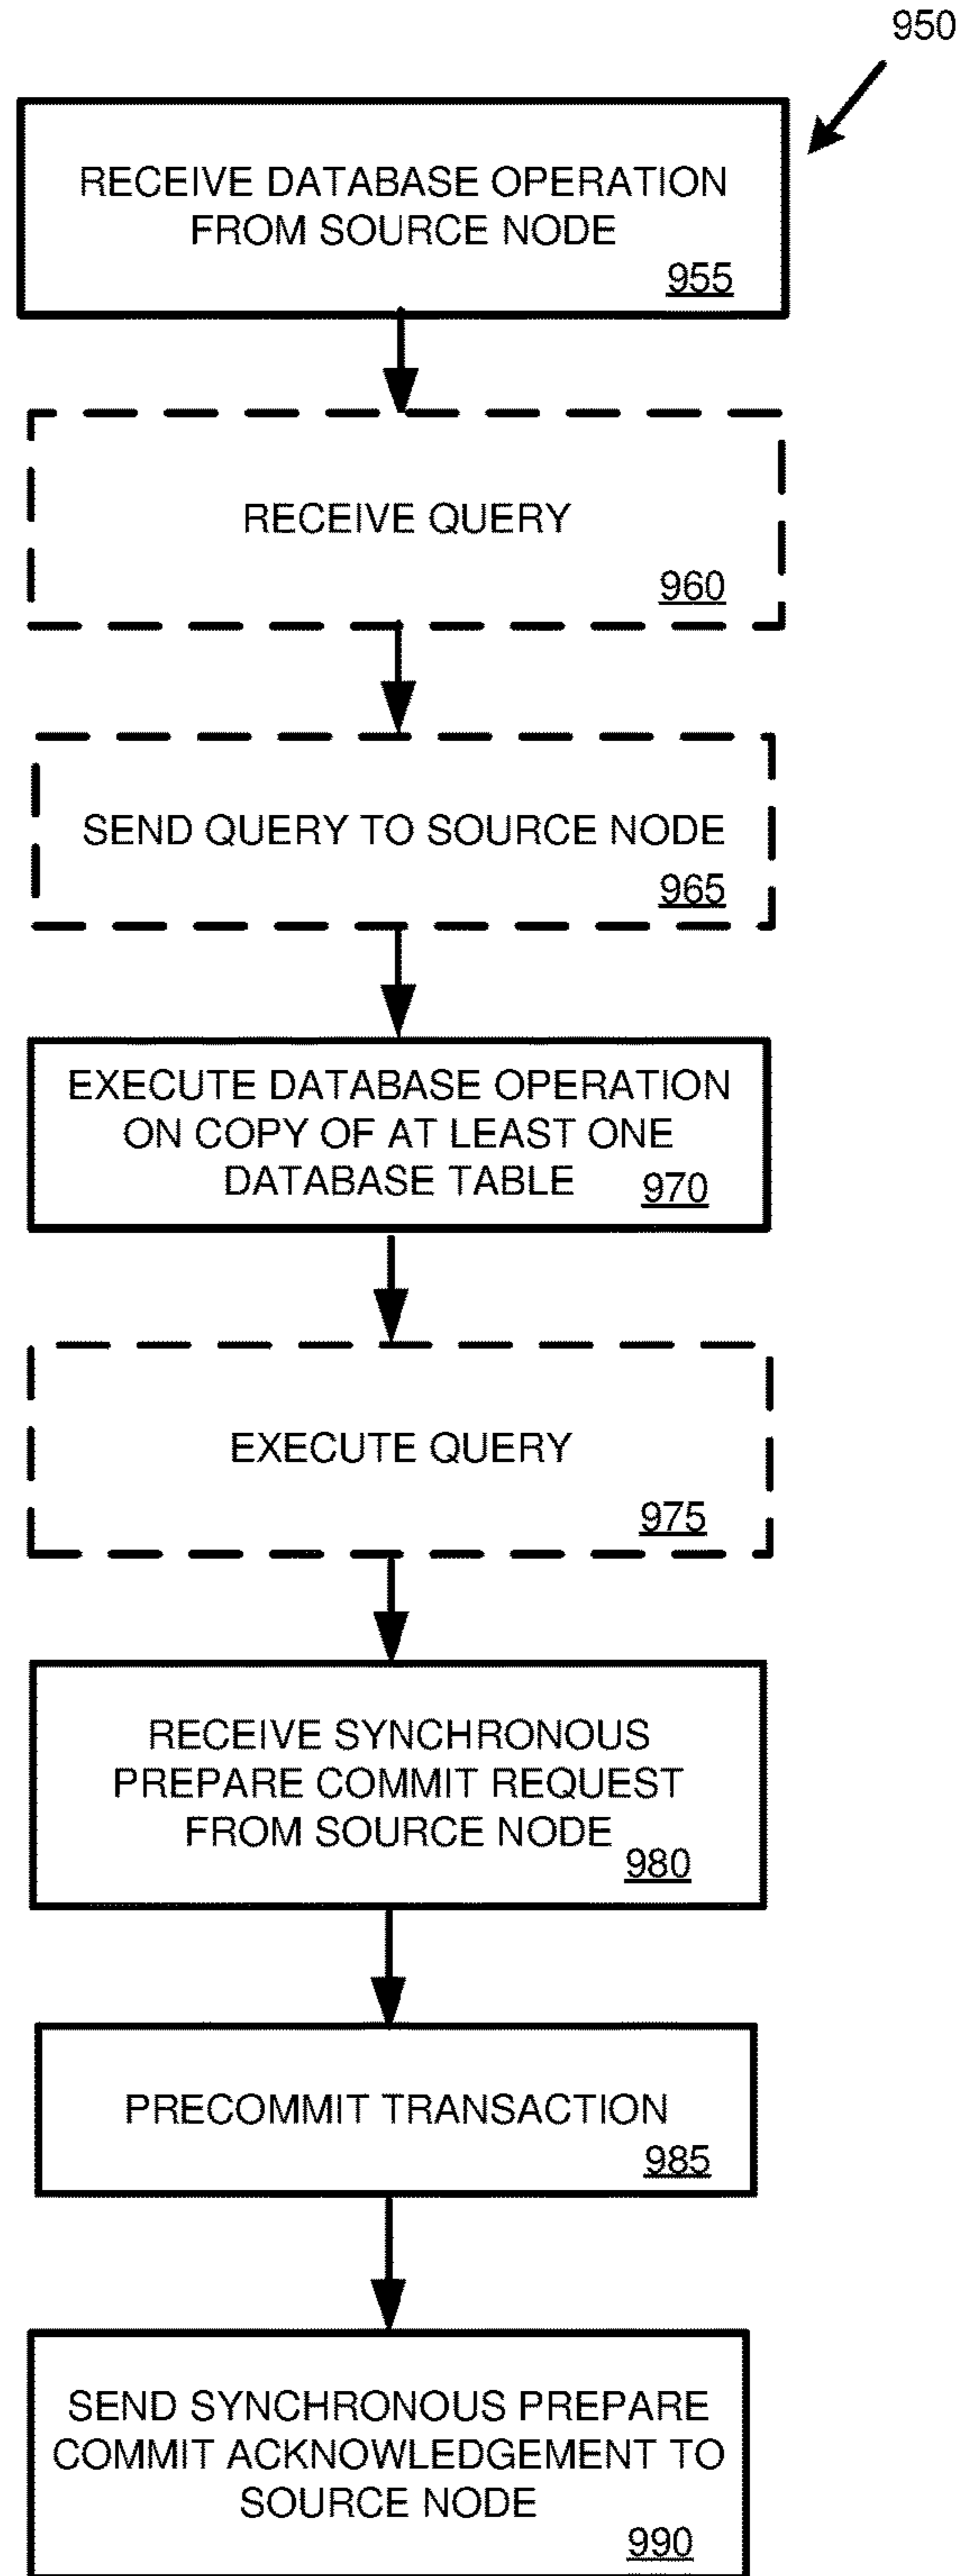 950
RECEIVE DATABASE OPERATION
FROM SOURCE NODE
955
RECEIVE QUERY
960
SEND QUERY TO SOURCE NODE
965
EXECUTE DATABASE OPERATION
ON COPY OF AT LEAST ONE
DATABASE TABLE
970
EXECUTE QUERY
975
RECEIVE SYNCHRONOUS
PREPARE COMMIT REQUEST
FROM SOURCE NODE
980
PRECOMMIT TRANSACTION
985
SEND SYNCHRONOUS PREPARE
COMMIT ACKNOWLEDGEMENT TO
SOURCE NODE
990